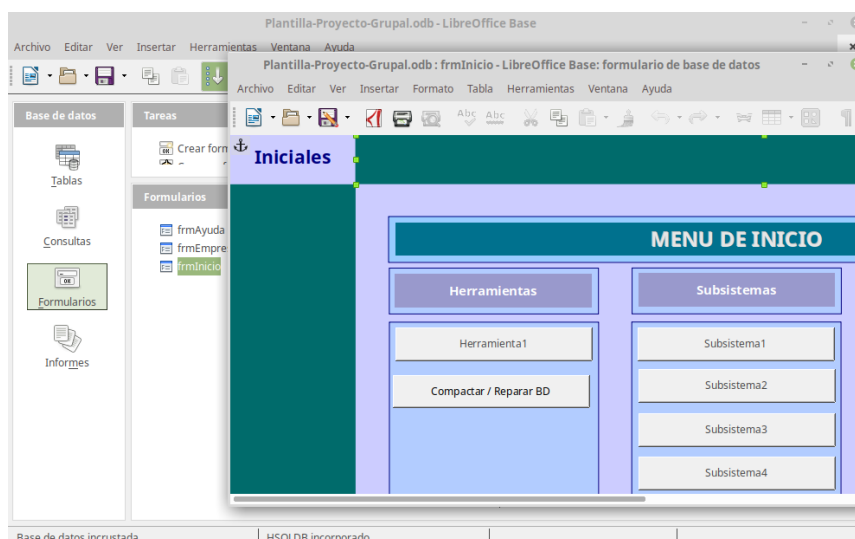 Plantilla-Proyecto-Grupal.odb - LibreOffice Base
Archivo Editar Ver Insertar Herramientas Ventana Ayuda
Plantilla-Proyecto-Grupal.odb : frmInicio - LibreOffice Base: formulario de base de datos
Archivo Editar Ver Insertar Formato Tabla Herramientas Ventana Ayuda
Base de datos
Tablas
Consultas
Formularios
Informes
Tareas
Crear form
Formularios
frmAyuda
frmEmpre
frmInicio
Iniciales
MENU DE INICIO
Herramientas
Subsistemas
Herramienta1
Compactar / Reparar BD
Subsistema1
Subsistema2
Subsistema3
Subsistema4
Base de datos incrustada
HSQLDB incorporado